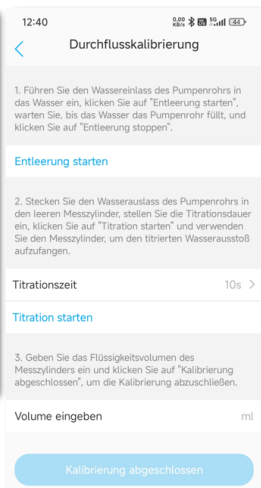 12:40
0,00 KB/s 5G 44
Durchflusskalibrierung
1. Führen Sie den Wassereinlass des Pumpenrohrs in
das Wasser ein, klicken Sie auf "Entleerung starten",
warten Sie, bis das Wasser das Pumpenrohr füllt, und
klicken Sie auf "Entleerung stoppen".
Entleerung starten
2. Stecken Sie den Wasserauslass des Pumpenrohrs in
den leeren Messzylinder, stellen Sie die Titrationsdauer
ein, klicken Sie auf "Titration starten" und verwenden
Sie den Messzylinder, um den titrierten Wasserausstoß
aufzufangen.
Titrationszeit 10s
Titration starten
3. Geben Sie das Flüssigkeitsvolumen des
Messzylinders ein und klicken Sie auf "Kalibrierung
abgeschlossen", um die Kalibrierung abzuschließen.
Volume eingeben ml
Kalibrierung abgeschlossen